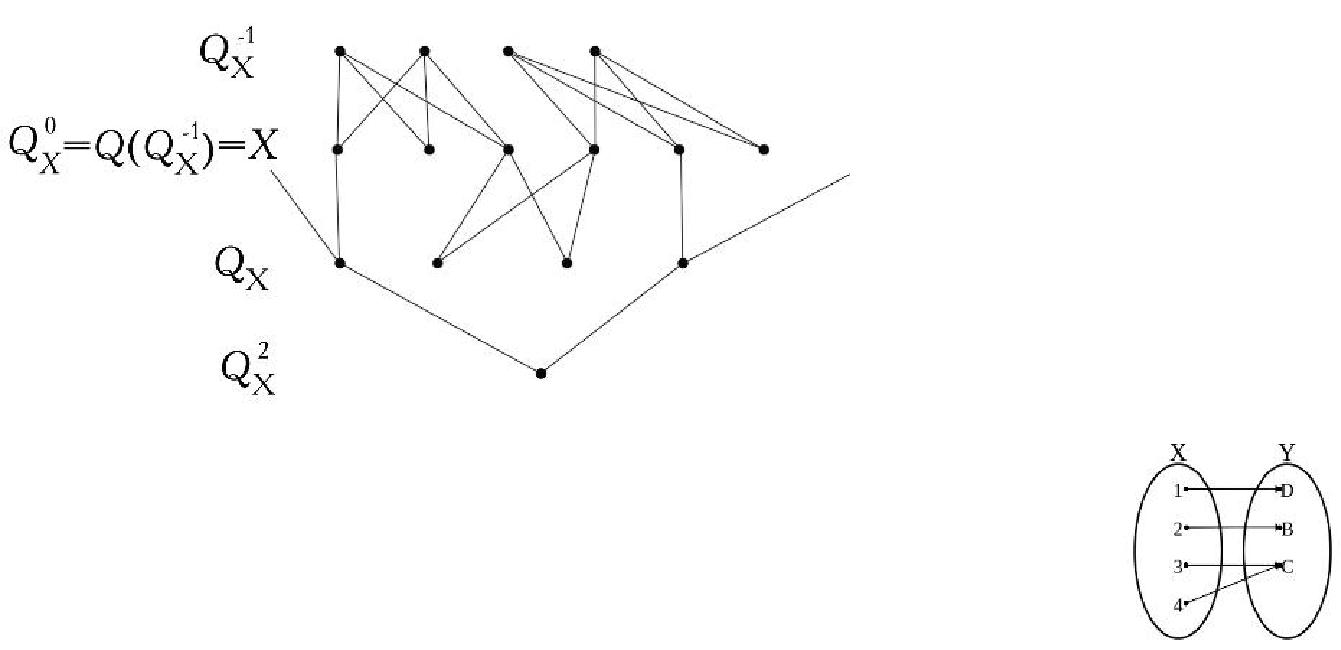 Q_X^{-1}
Q_X^0=Q(Q_X^{-1})=X
Q_X
Q_X^2
X Y
1 D
2 B
3 C
4